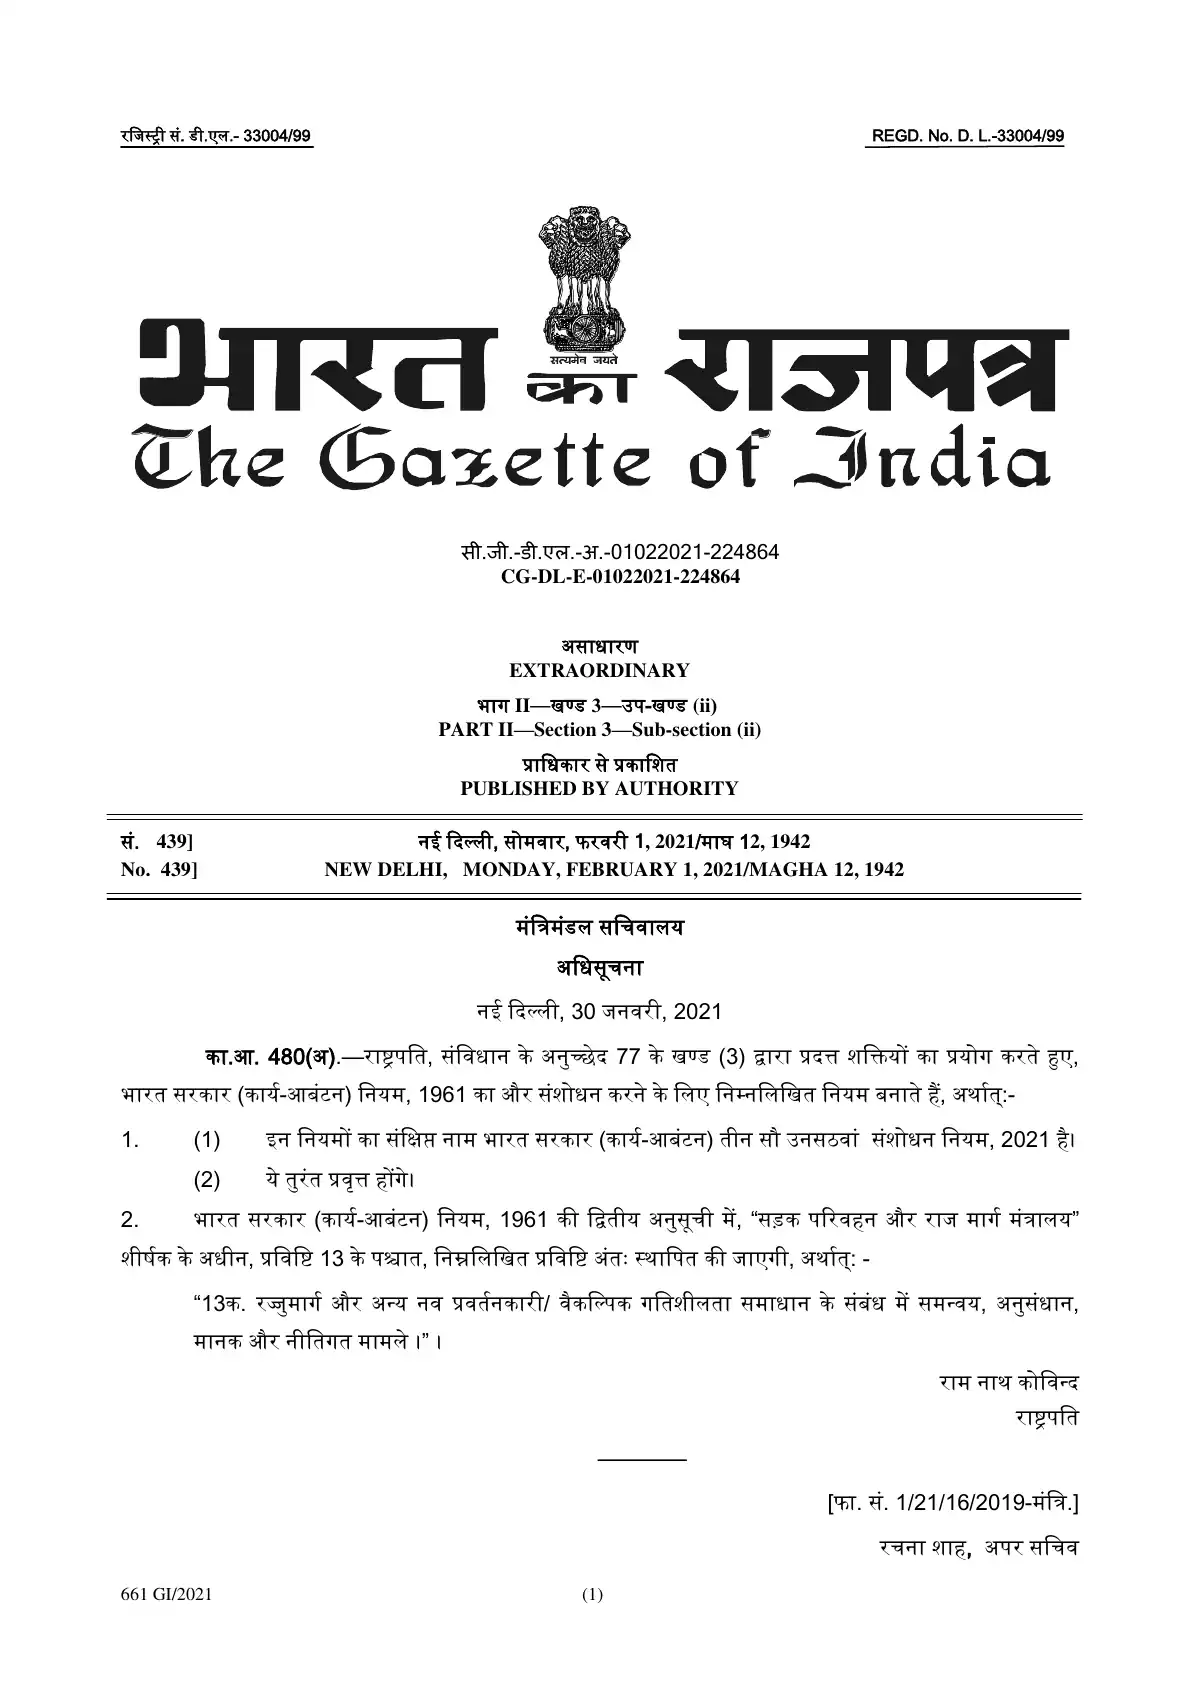 रजिस्ट्री सं. डी.एल.- 33004/99
REGD. No. D. L.-33004/99
सत्यमेव जयते
भारत का राजपत्र
The Gazette of India
सी.जी.-डी.एल.-अ.-01022021-224864
CG-DL-E-01022021-224864
असाधारण
EXTRAORDINARY
भाग II—खण्ड 3—उप-खण्ड (ii)
PART II—Section 3—Sub-section (ii)
प्राधिकार से प्रकाशित
PUBLISHED BY AUTHORITY
सं. 439] नई दिल्ली, सोमवार, फरवरी 1, 2021/माघ 12, 1942
No. 439] NEW DELHI, MONDAY, FEBRUARY 1, 2021/MAGHA 12, 1942
मंत्रिमंडल सचिवालय
अधिसूचना
नई दिल्ली, 30 जनवरी, 2021
का.आ. 480(अ).—राष्ट्रपति, संविधान के अनुच्छेद 77 के खण्ड (3) द्वारा प्रदत्त शक्तियों का प्रयोग करते हुए,
भारत सरकार (कार्य-आबंटन) नियम, 1961 का और संशोधन करने के लिए निम्नलिखित नियम बनाते हैं, अर्थात्:-
1. (1) इन नियमों का संक्षिप्त नाम भारत सरकार (कार्य-आबंटन) तीन सौ उनसठवां संशोधन नियम, 2021 है।
(2) ये तुरंत प्रवृत्त होंगे।
2. भारत सरकार (कार्य-आबंटन) नियम, 1961 की द्वितीय अनुसूची में, “सड़क परिवहन और राज मार्ग मंत्रालय”
शीर्षक के अधीन, प्रविष्टि 13 के पश्चात, निम्नलिखित प्रविष्टि अंतः स्थापित की जाएगी, अर्थात्: -
“13क. रज्जुमार्ग और अन्य नव प्रवर्तनकारी/ वैकल्पिक गतिशीलता समाधान के संबंध में समन्वय, अनुसंधान,
मानक और नीतिगत मामले ।” ।
राम नाथ कोविन्द
राष्ट्रपति
[फा. सं. 1/21/16/2019-मंत्रि.]
रचना शाह, अपर सचिव
661 GI/2021 (1)